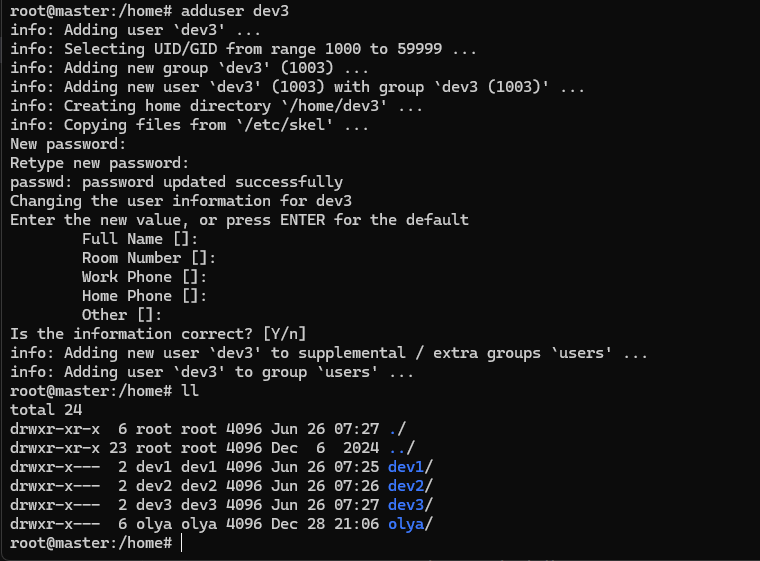 root@master:/home# adduser dev3
info: Adding user `dev3' ...
info: Selecting UID/GID from range 1000 to 59999 ...
info: Adding new group `dev3' (1003) ...
info: Adding new user `dev3' (1003) with group `dev3 (1003)' ...
info: Creating home directory `/home/dev3' ...
info: Copying files from `/etc/skel' ...
New password:
Retype new password:
passwd: password updated successfully
Changing the user information for dev3
Enter the new value, or press ENTER for the default
        Full Name []:
        Room Number []:
        Work Phone []:
        Home Phone []:
        Other []:
Is the information correct? [Y/n]
info: Adding new user `dev3' to supplemental / extra groups `users' ...
info: Adding user `dev3' to group `users' ...
root@master:/home# ll
total 24
drwxr-xr-x  6 root root 4096 Jun 26 07:27 ./
drwxr-xr-x 23 root root 4096 Dec  6  2024 ../
drwxr-x---  2 dev1 dev1 4096 Jun 26 07:25 dev1/
drwxr-x---  2 dev2 dev2 4096 Jun 26 07:26 dev2/
drwxr-x---  2 dev3 dev3 4096 Jun 26 07:27 dev3/
drwxr-x---  6 olya olya 4096 Dec 28 21:06 olya/
root@master:/home#